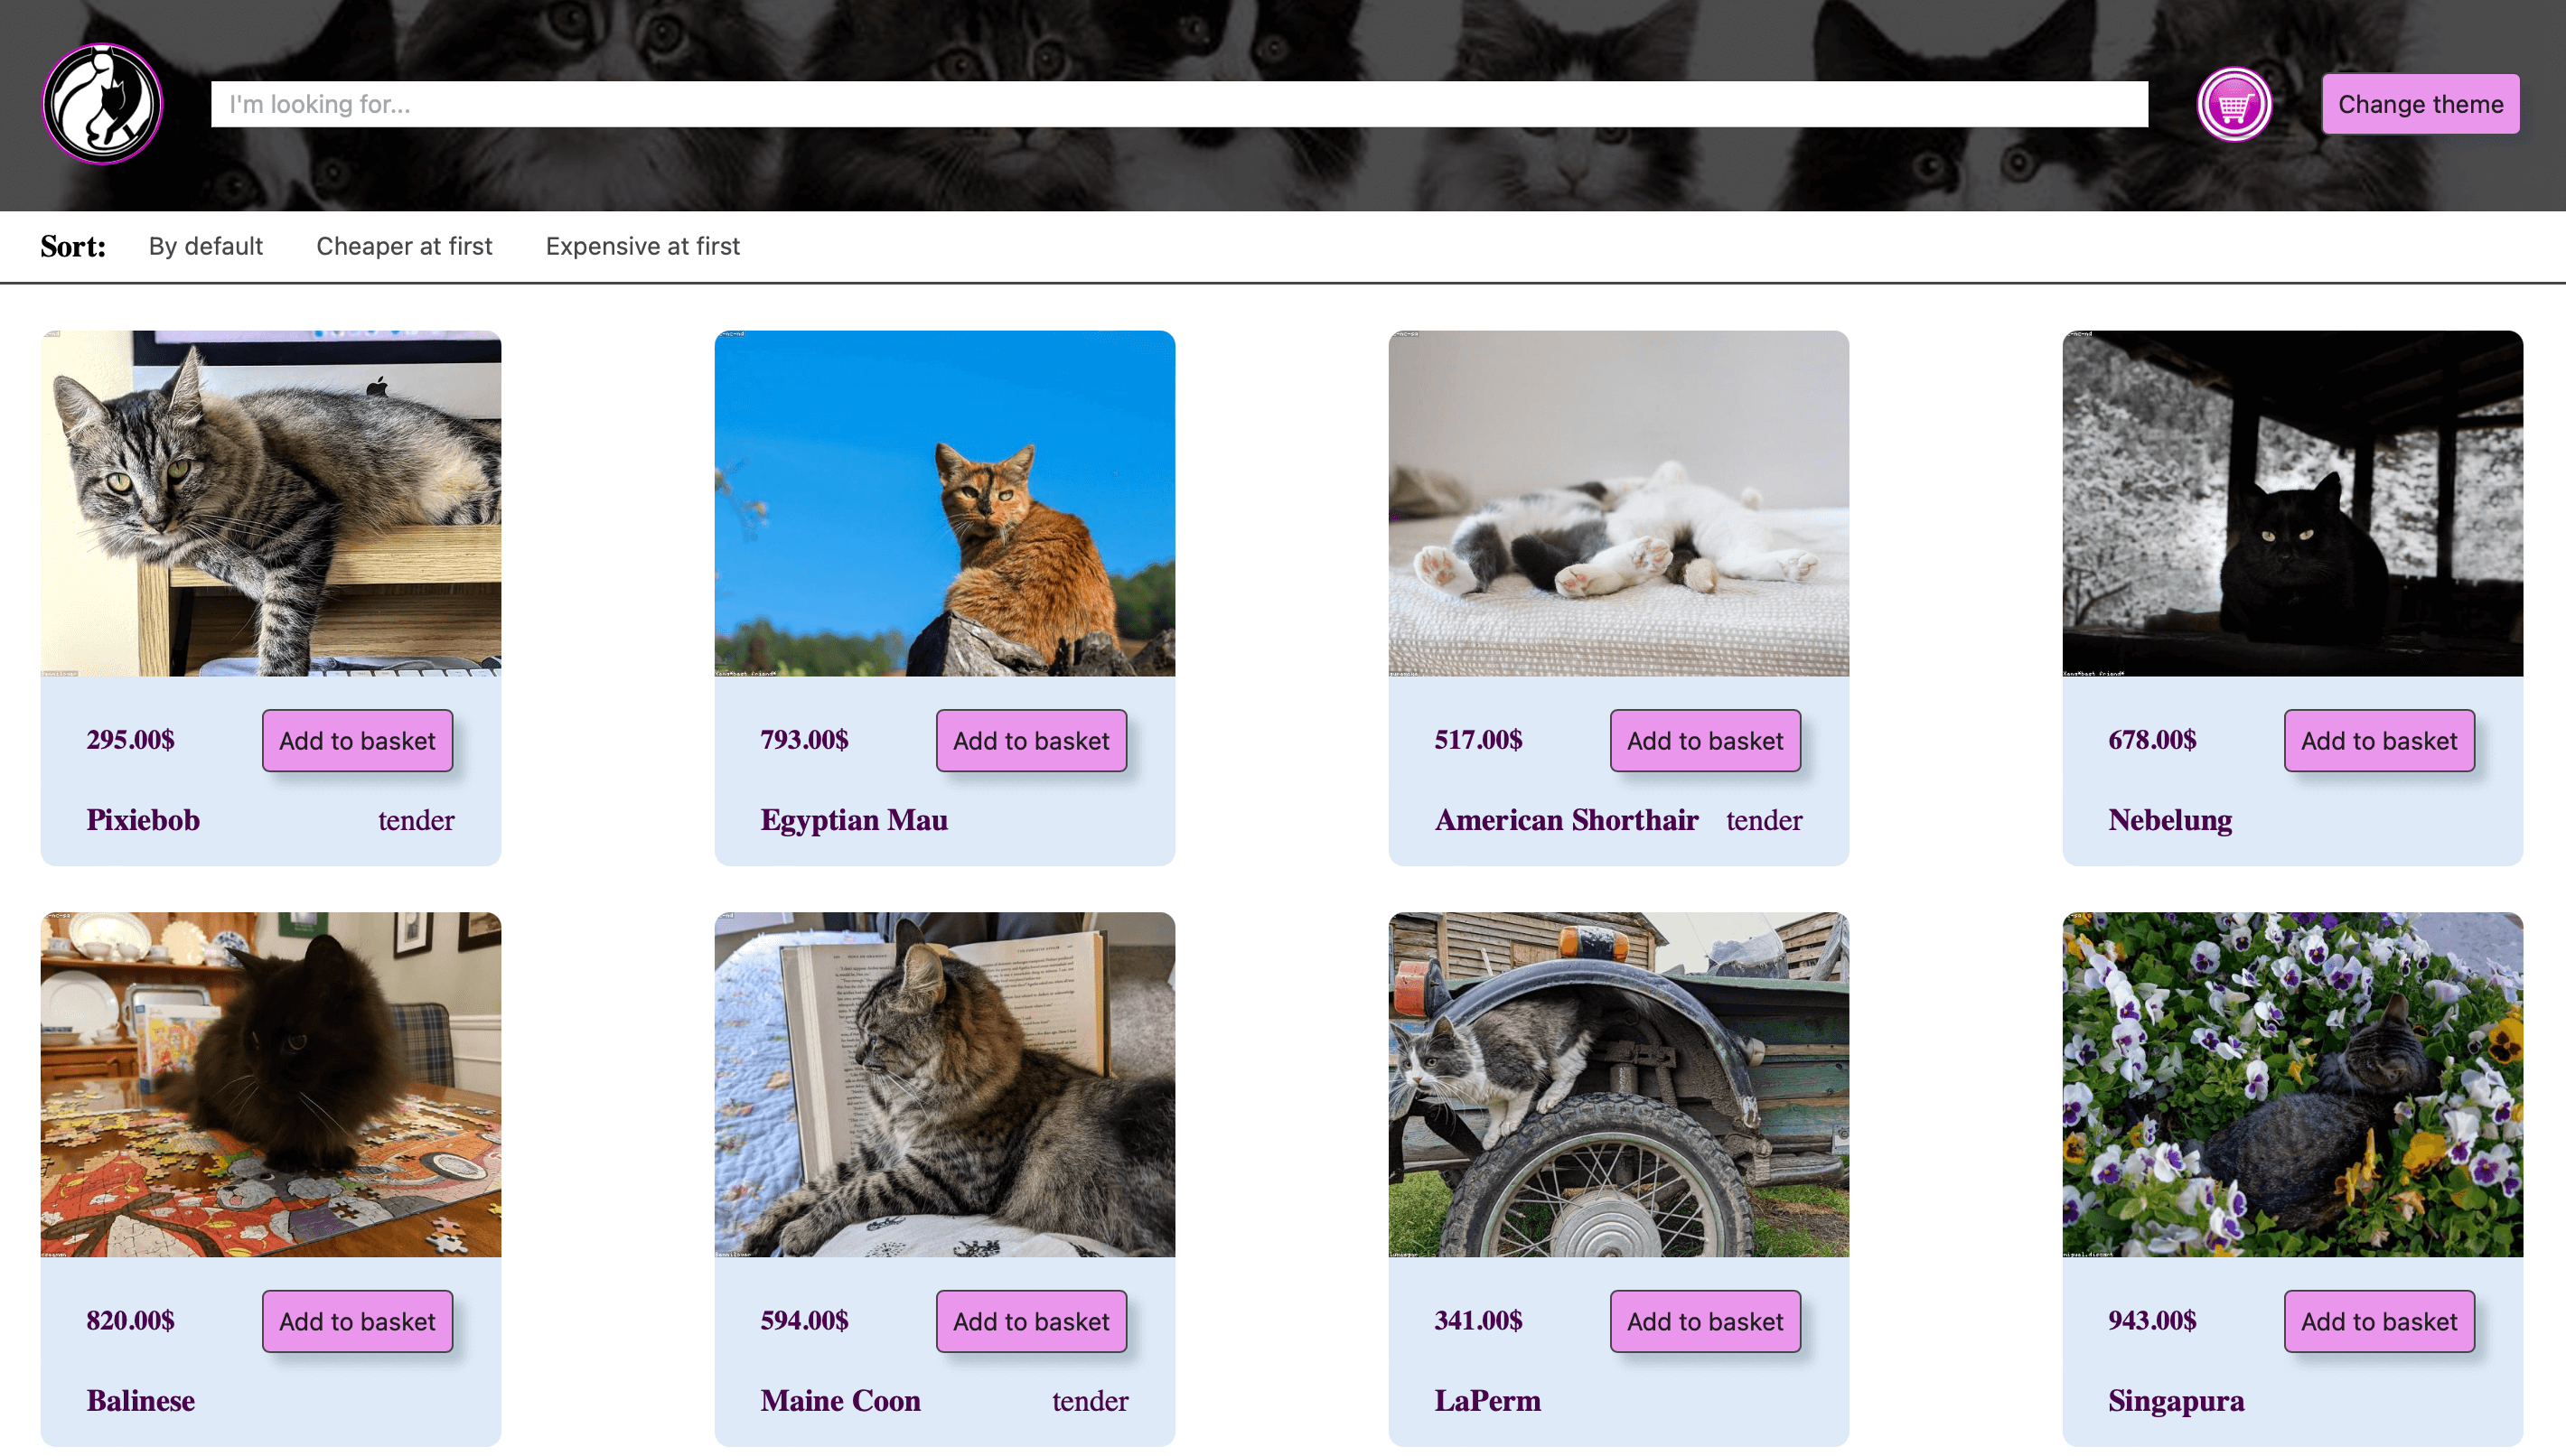 I'm looking for...
Change theme
Sort: By default Cheaper at first Expensive at first
295.00$ Add to basket
Pixiebob tender
793.00$ Add to basket
Egyptian Mau
517.00$ Add to basket
American Shorthair tender
678.00$ Add to basket
Nebelung
820.00$ Add to basket
Balinese
594.00$ Add to basket
Maine Coon tender
341.00$ Add to basket
LaPerm
943.00$ Add to basket
Singapura